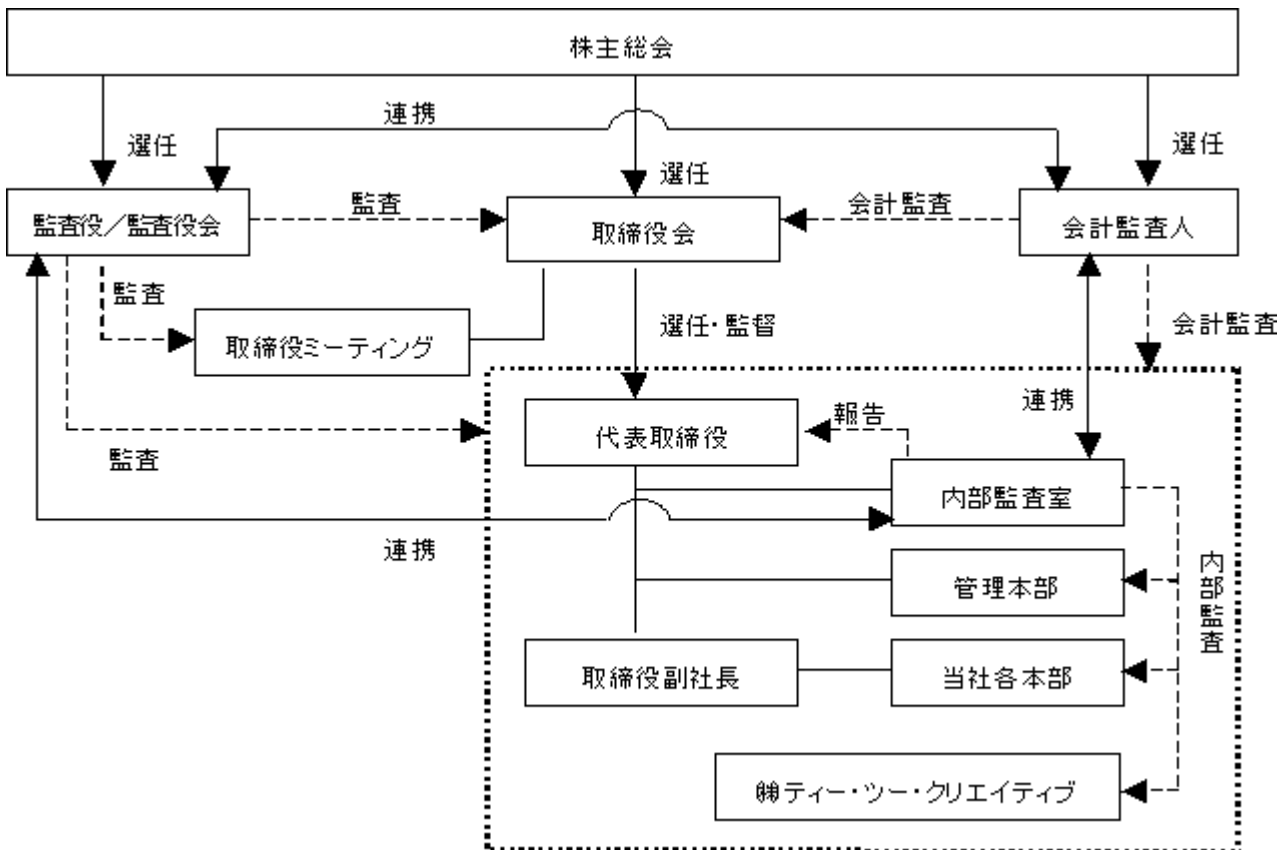 株主総会
連携
選任
選任
選任
監査役／監査役会
監査
取締役会
会計監査
会計監査人
監査
取締役ミーティング
選任・監督
会計監査
連携
監査
代表取締役
報告
内部監査室
連携
管理本部
内部監査
取締役副社長
当社各本部
㈱ティー・ツー・クリエイティブ